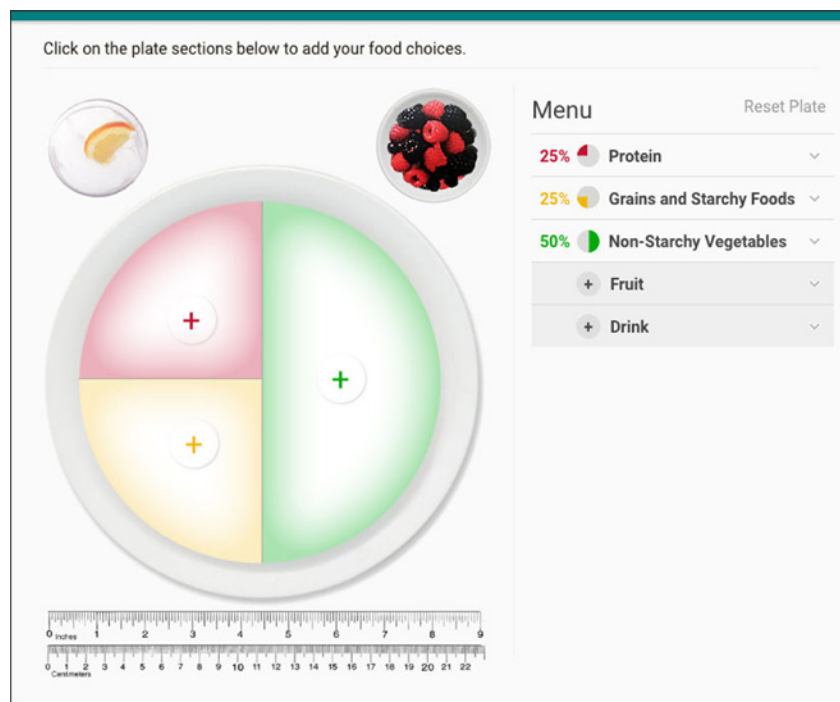 Click on the plate sections below to add your food choices.
Menu
Reset Plate
25% Protein
25% Grains and Starchy Foods
50% Non-Starchy Vegetables
+ Fruit
+ Drink
+
+
+
0 Inches 1 2 3 4 5 6 7 8 9
0 1 2 3 4 5 6 7 8 9 10 11 12 13 14 15 16 17 18 19 20 21 22
Centimeters